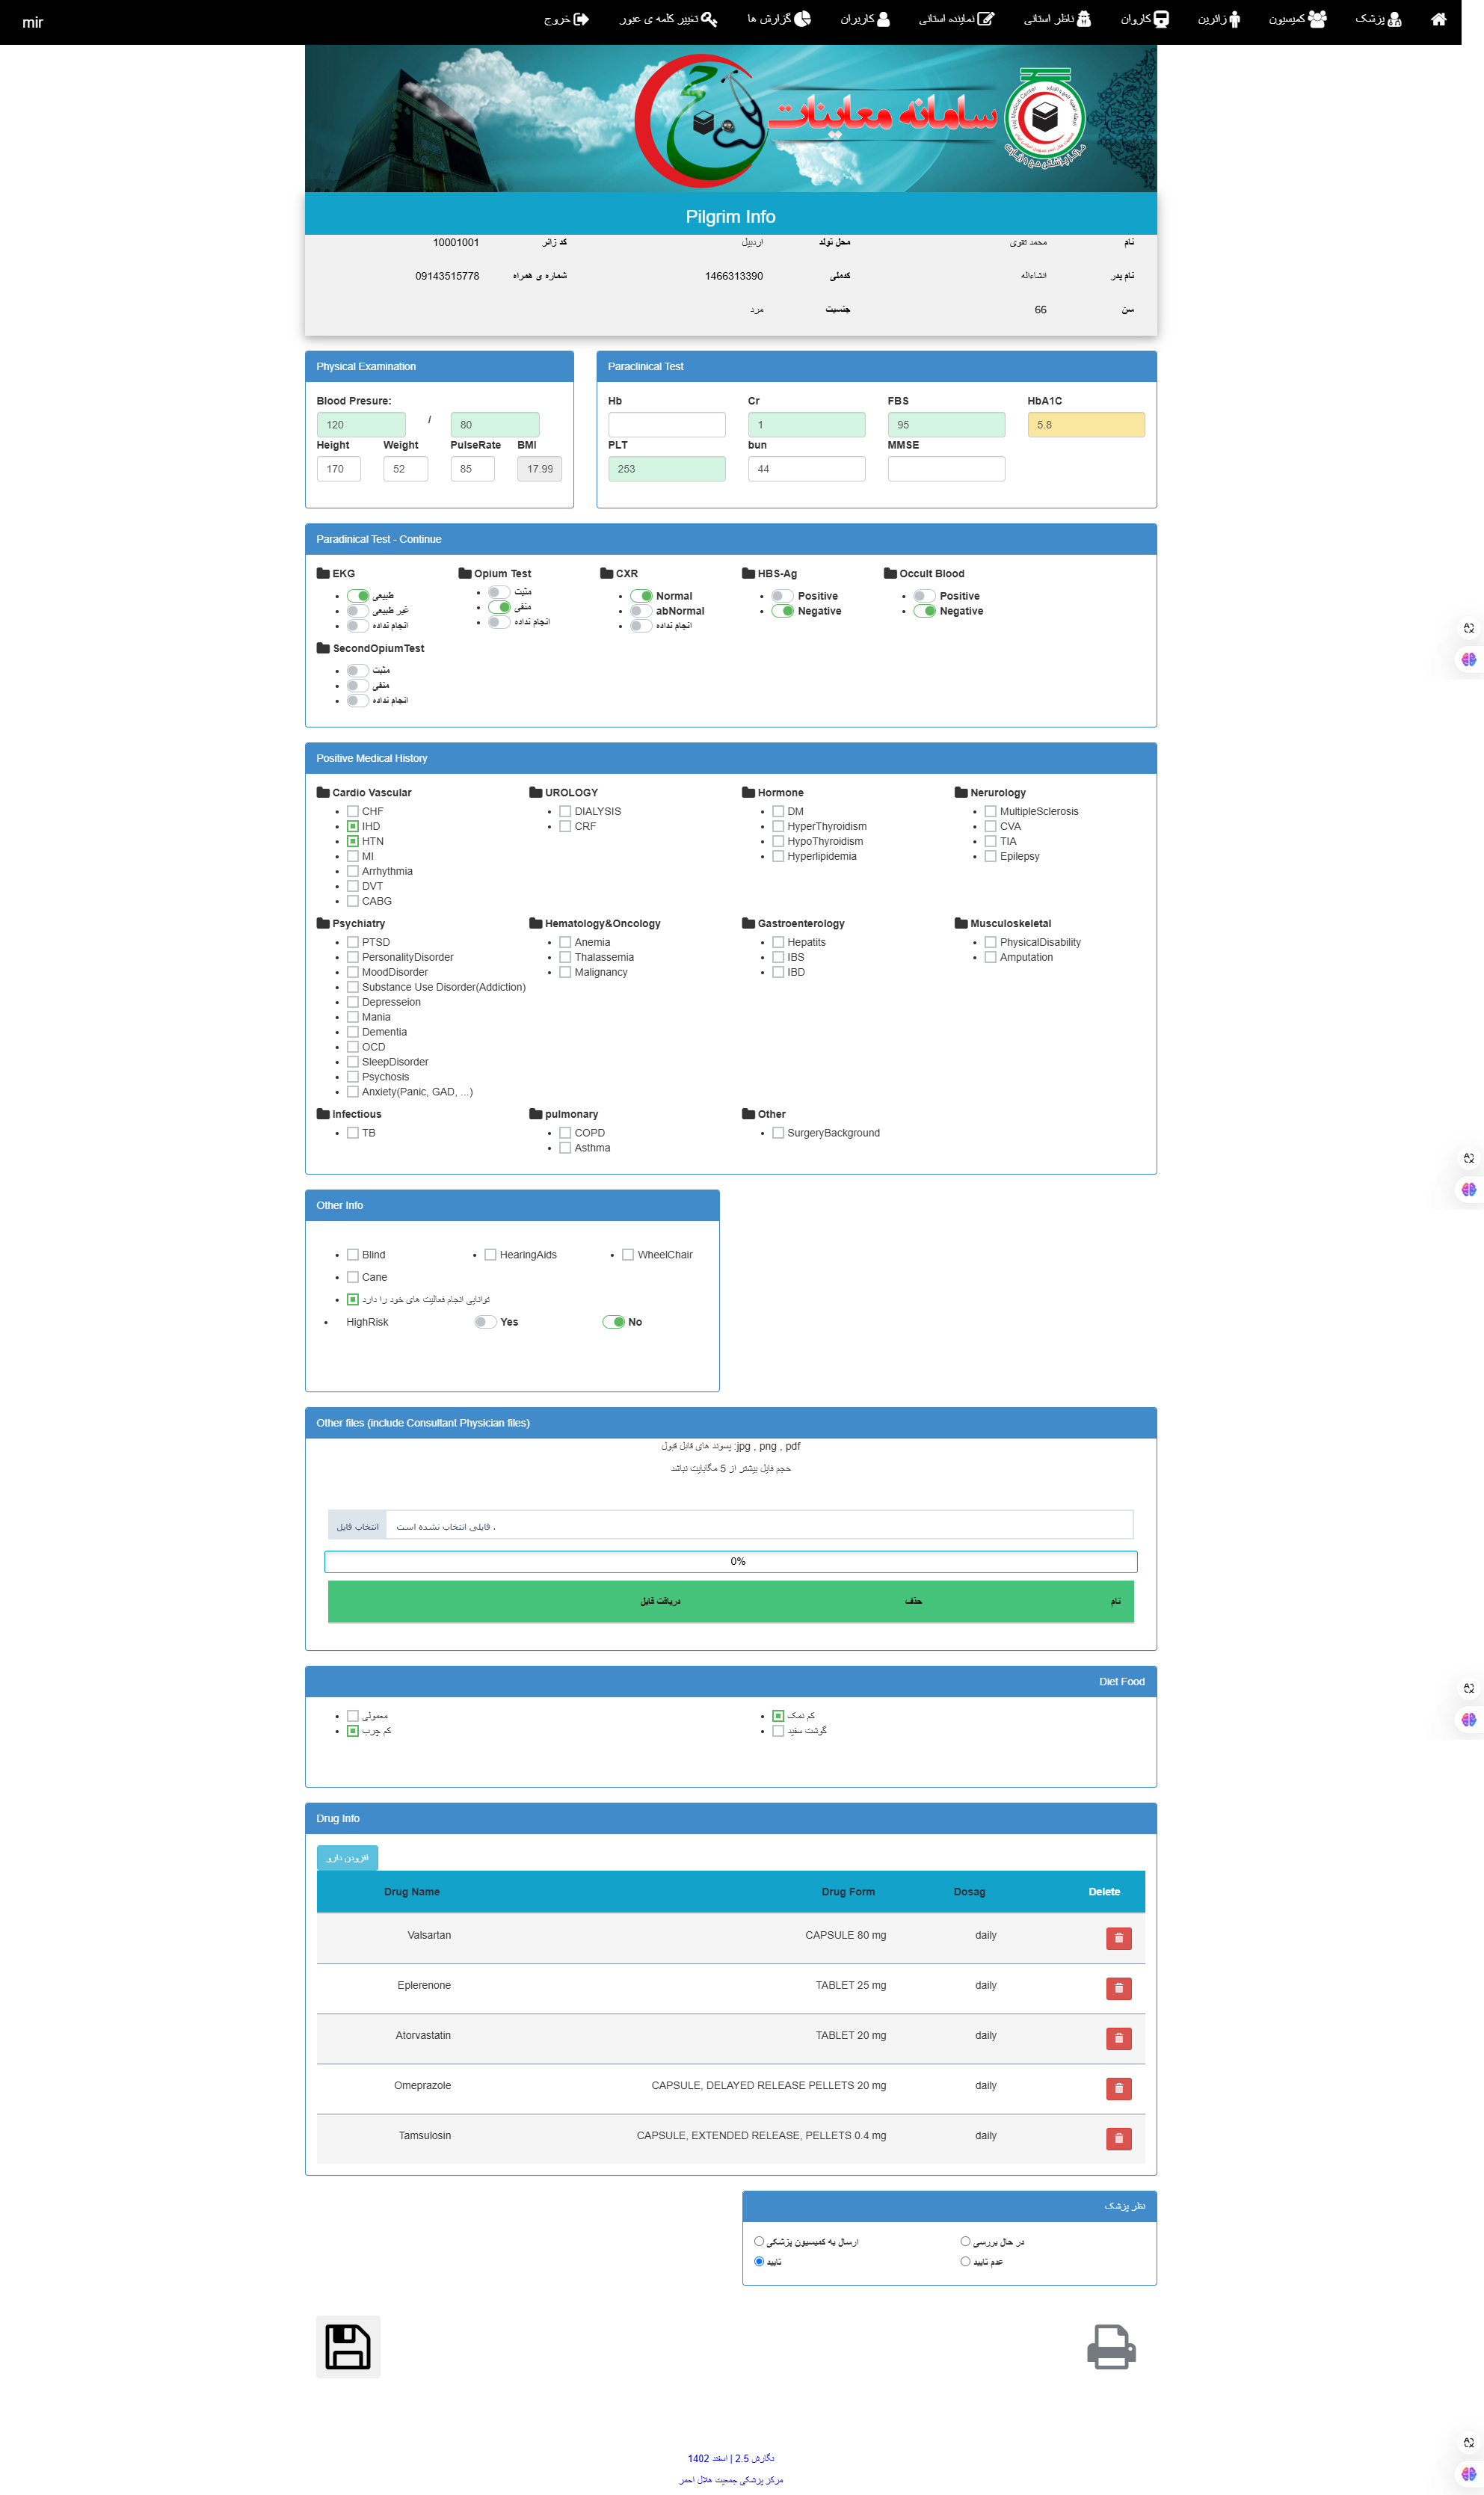 mir
پزشک
کمیسیون
زائرین
کاروان
ناظر استانی
نماینده استانی
کاربران
گزارش ها
تغییر کلمه ی عبور
خروج
سامانه معاینات
Haj Medical Center
Pilgrim Info
نام محمد تقوی محل تولد اردبیل کد زائر 10001001
نام پدر انشاءاله کدملی 1466313390 شماره ی همراه 09143515778
سن 66 جنسیت مرد
Physical Examination
Blood Presure:
120 / 80
Height Weight PulseRate BMI
170 52 85 17.99
Paraclinical Test
Hb Cr FBS HbA1C
1 95 5.8
PLT bun MMSE
253 44
Paradinical Test - Continue
EKG
طبیعی
غیر طبیعی
انجام نداده
Opium Test
مثبت
منفی
انجام نداده
CXR
Normal
abNormal
انجام نداده
HBS-Ag
Positive
Negative
Occult Blood
Positive
Negative
SecondOpiumTest
مثبت
منفی
انجام نداده
Positive Medical History
Cardio Vascular
CHF
IHD
HTN
MI
Arrhythmia
DVT
CABG
UROLOGY
DIALYSIS
CRF
Hormone
DM
HyperThyroidism
HypoThyroidism
Hyperlipidemia
Nerurology
MultipleSclerosis
CVA
TIA
Epilepsy
Psychiatry
PTSD
PersonalityDisorder
MoodDisorder
Substance Use Disorder(Addiction)
Depresseion
Mania
Dementia
OCD
SleepDisorder
Psychosis
Anxiety(Panic, GAD, ...)
Hematology&Oncology
Anemia
Thalassemia
Malignancy
Gastroenterology
Hepatits
IBS
IBD
Musculoskeletal
PhysicalDisability
Amputation
Infectious
TB
pulmonary
COPD
Asthma
Other
SurgeryBackground
Other Info
Blind HearingAids WheelChair
Cane
توانایی انجام فعالیت های خود را دارد
HighRisk Yes No
Other files (include Consultant Physician files)
پسوند های قابل قبول :jpg , png , pdf
حجم فایل بیشتر از 5 مگابایت نباشد
انتخاب فایل فایلی انتخاب نشده است .
0%
نام حذف دریافت فایل
Diet Food
معمولی
کم چرب
کم نمک
گوشت سفید
Drug Info
افزودن دارو
Drug Name Drug Form Dosag Delete
Valsartan CAPSULE 80 mg daily
Eplerenone TABLET 25 mg daily
Atorvastatin TABLET 20 mg daily
Omeprazole CAPSULE, DELAYED RELEASE PELLETS 20 mg daily
Tamsulosin CAPSULE, EXTENDED RELEASE, PELLETS 0.4 mg daily
نظر پزشک
در حال بررسی ارسال به کمیسیون پزشکی
عدم تایید تایید
نگارش 2.5 | اسفند 1402
مرکز پزشکی جمعیت هلال احمر